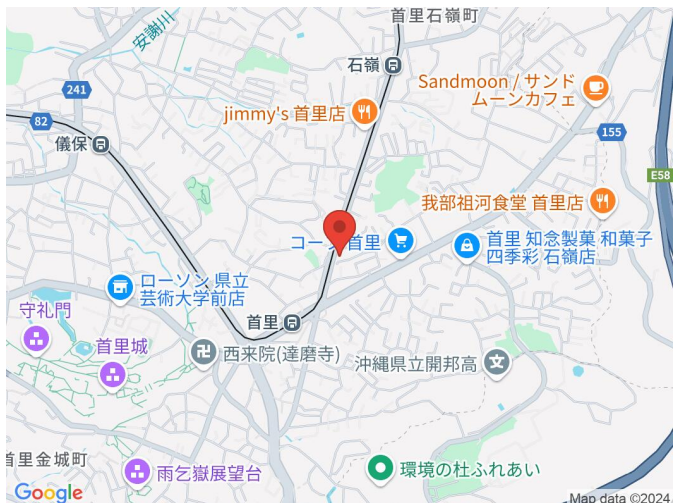 首里石嶺町
安謝川
石嶺
Sandmoon / サンド
ムーンカフェ
241
jimmy's 首里店
82
155
儀保
E58
我部祖河食堂 首里店
コープ首里
首里 知念製菓 和菓子
四季彩 石嶺店
ローソン 県立
芸術大学前店
守礼門
首里
首里城
西来院(達磨寺)
沖縄県立開邦高
首里金城町
雨乞嶽展望台
環境の杜ふれあい
Google
Map data ©2024